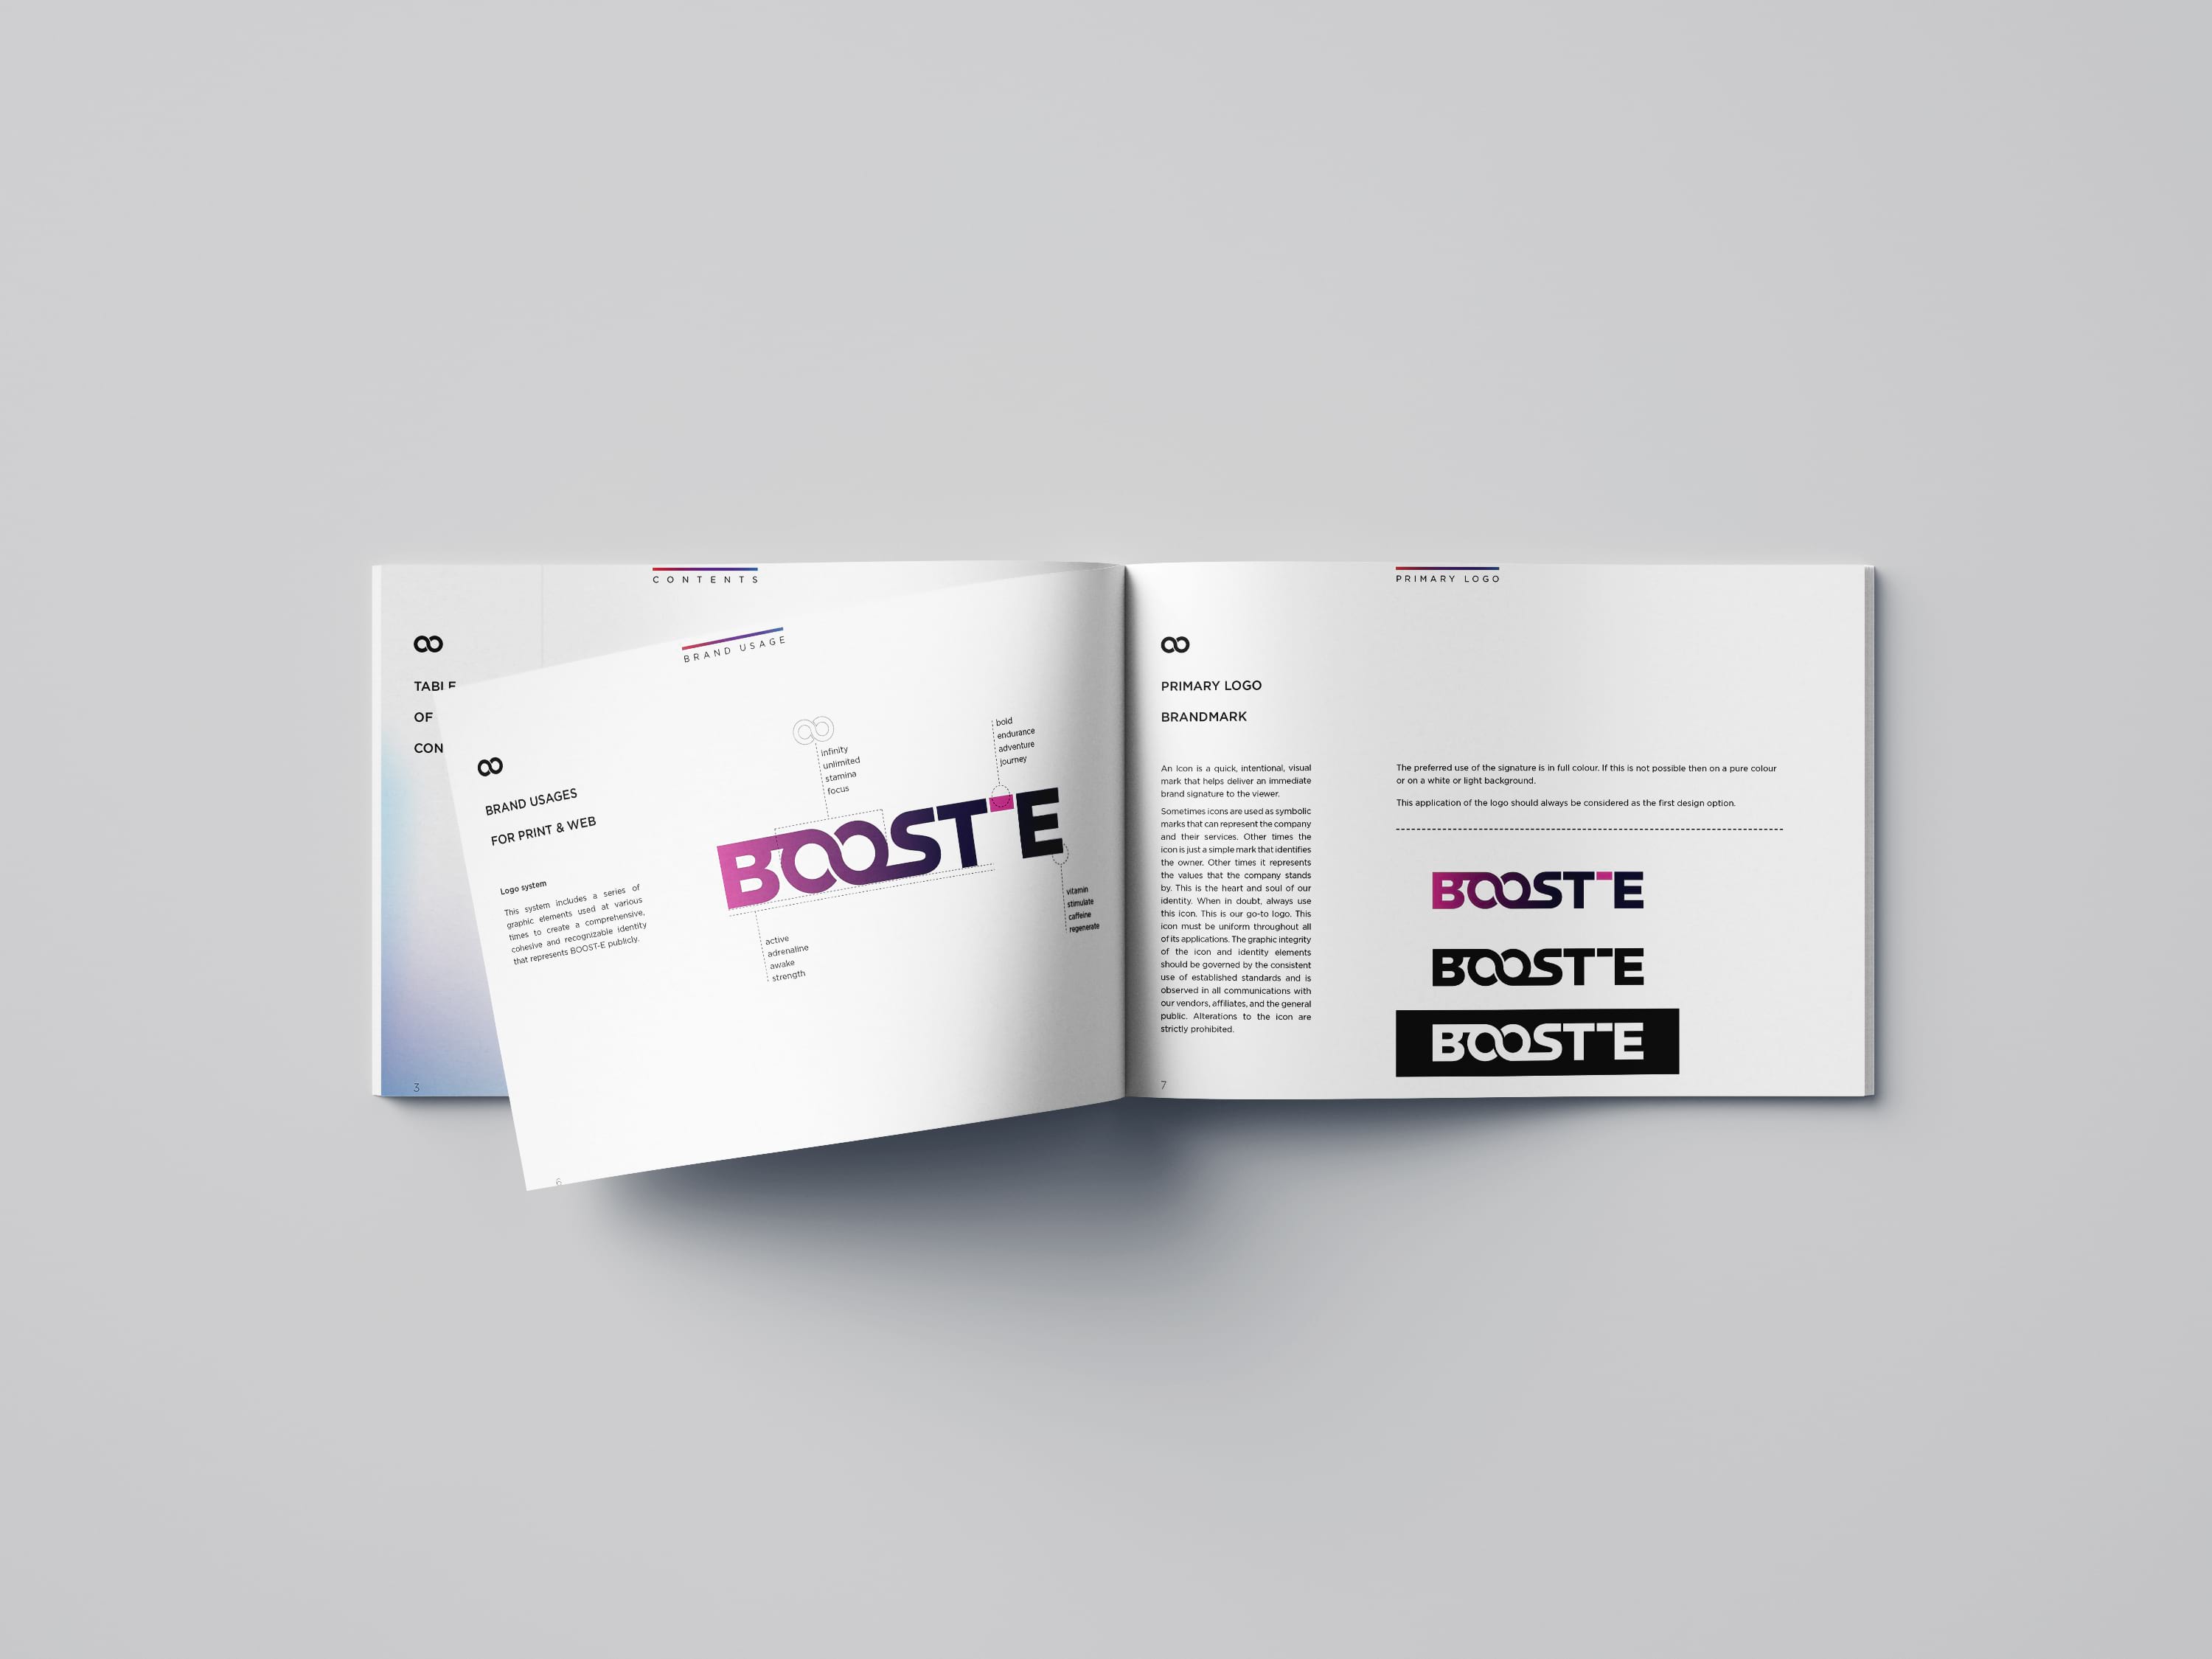 CONTENTS
TABLE
OF
CON
3
BRAND USAGE
BRAND USAGES
FOR PRINT & WEB
Logo system
This system includes a series of
graphic elements used at various
times to create a comprehensive,
cohesive and recognizable identity
that represents BOOST-E publicly.
infinity
unlimited
stamina
focus
bold
endurance
adventure
journey
BOOST-E
vitamin
stimulate
caffeine
regenerate
active
adrenaline
awake
strength
6
PRIMARY LOGO
PRIMARY LOGO
BRANDMARK
An Icon is a quick, intentional, visual
mark that helps deliver an immediate
brand signature to the viewer.
Sometimes icons are used as symbolic
marks that can represent the company
and their services. Other times the
icon is just a simple mark that identifies
the owner. Other times it represents
the values that the company stands
by. This is the heart and soul of our
identity. When in doubt, always use
this icon. This is our go-to logo. This
icon must be uniform throughout all
of its applications. The graphic integrity
of the icon and identity elements
should be governed by the consistent
use of established standards and is
observed in all communications with
our vendors, affiliates, and the general
public. Alterations to the icon are
strictly prohibited.
7
The preferred use of the signature is in full colour. If this is not possible then on a pure colour
or on a white or light background.
This application of the logo should always be considered as the first design option.
BOOST-E
BOOST-E
BOOST-E